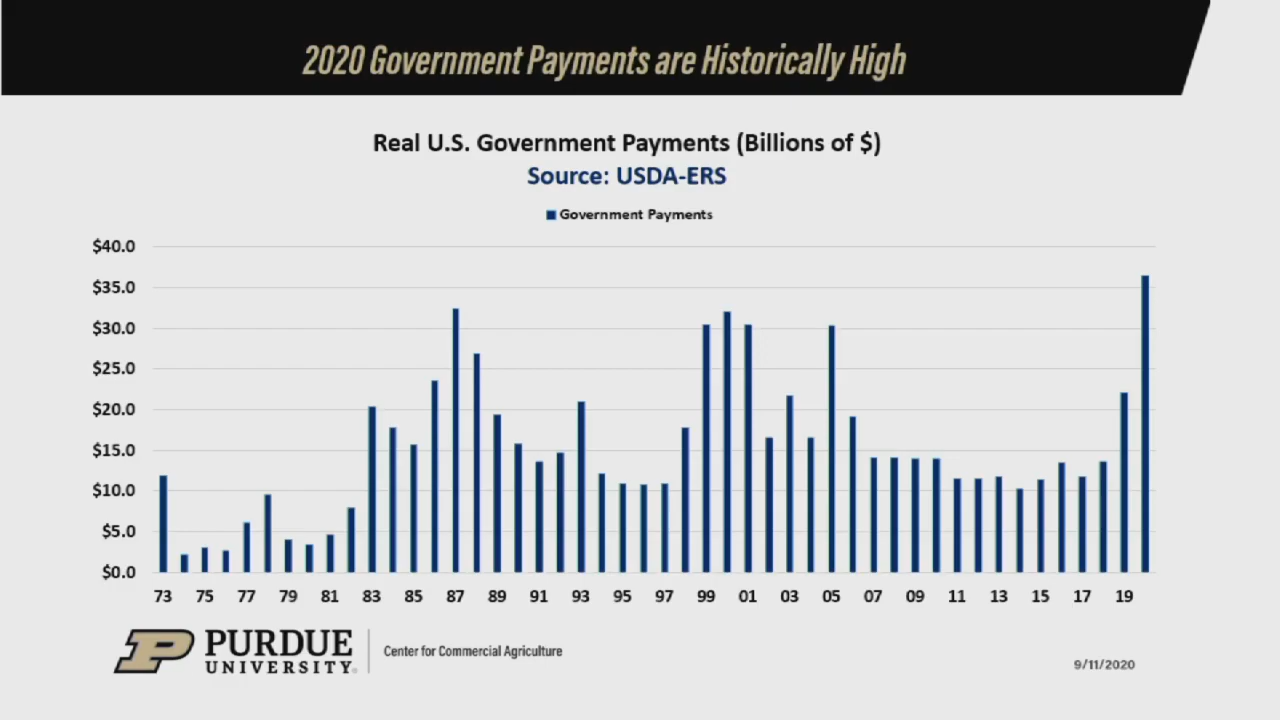 2020 Government Payments are Historically High
Real U.S. Government Payments (Billions of $)
Source: USDA-ERS
Government Payments
$40.0
$35.0
$30.0
$25.0
$20.0
$15.0
$10.0
$5.0
$0.0
73 75 77 79 81 83 85 87 89 91 93 95 97 99 01 03 05 07 09 11 13 15 17 19
P PURDUE
UNIVERSITY®
Center for Commercial Agriculture
9/11/2020